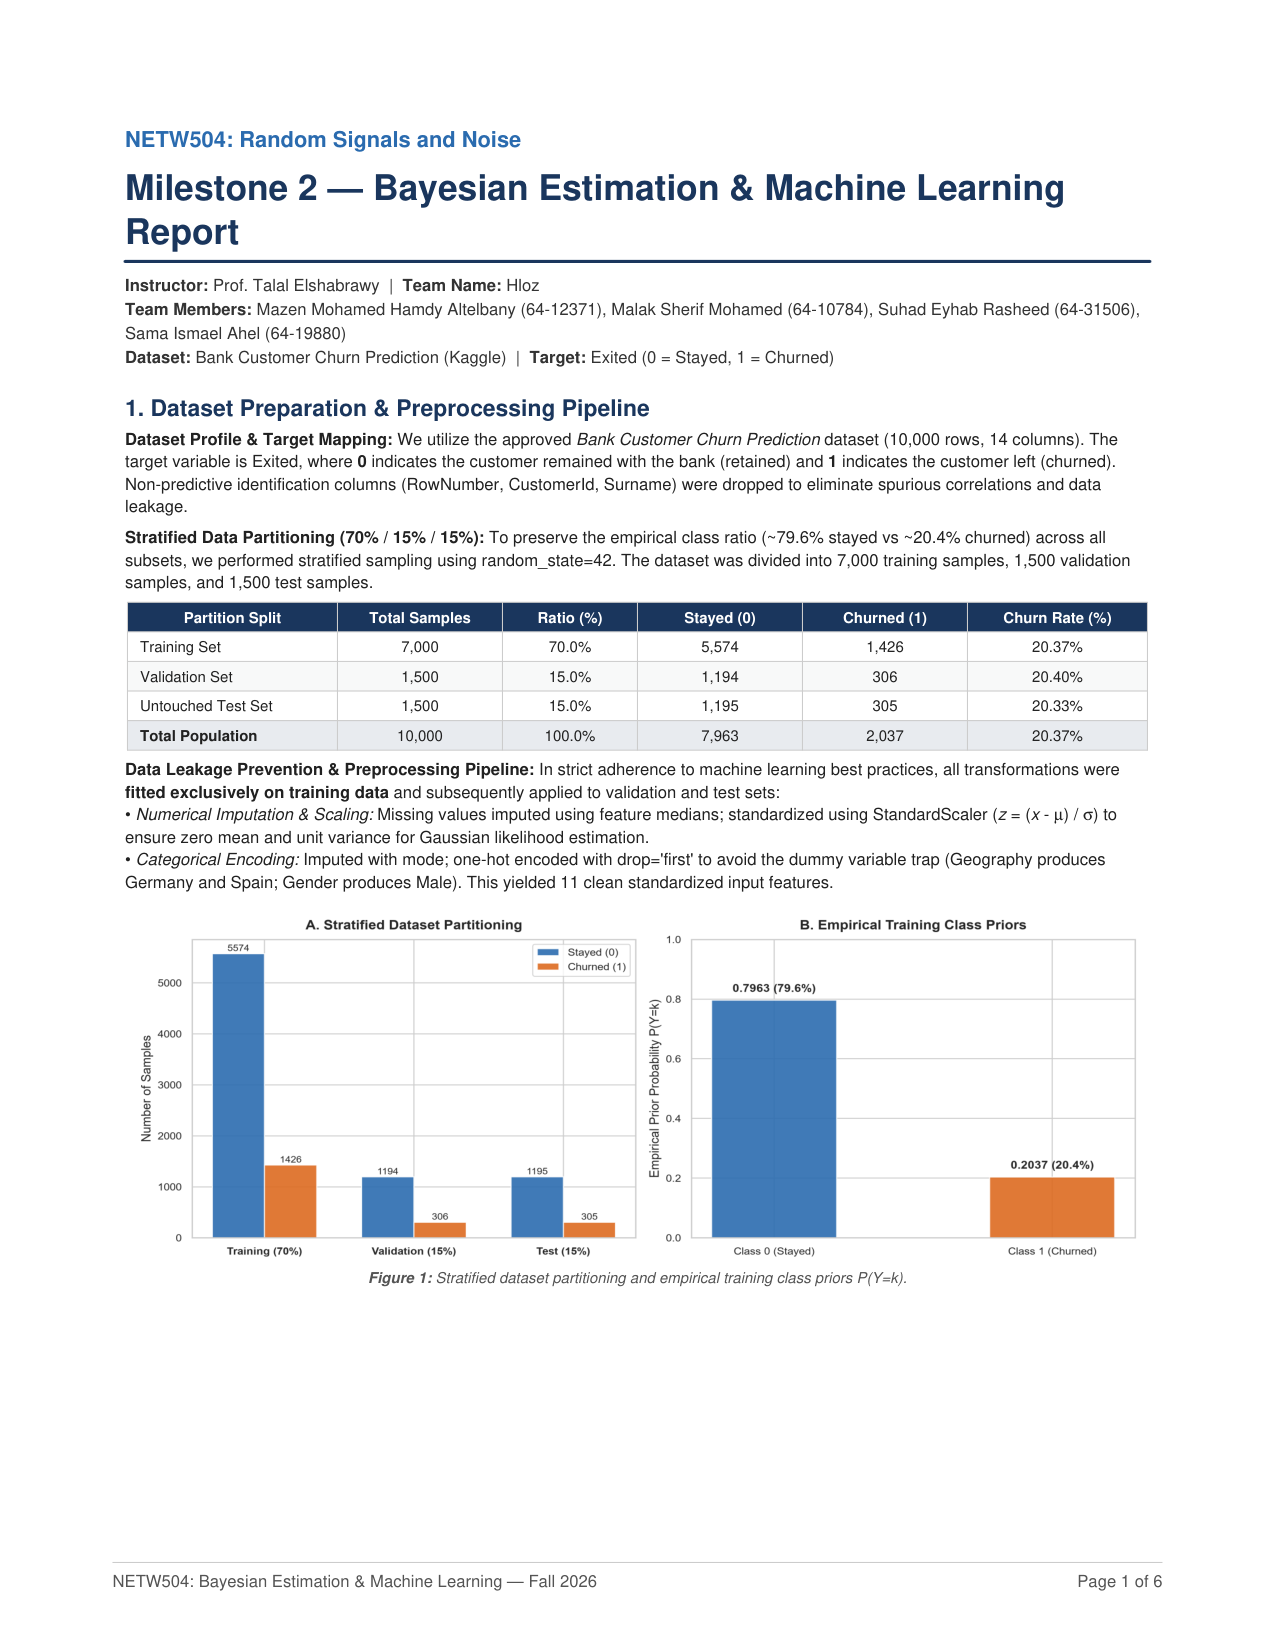 NETW504: Random Signals and Noise
Milestone 2 — Bayesian Estimation & Machine Learning
Report
Instructor: Prof. Talal Elshabrawy | Team Name: Hloz
Team Members: Mazen Mohamed Hamdy Altelbany (64-12371), Malak Sherif Mohamed (64-10784), Suhad Eyhab Rasheed (64-31506),
Sama Ismael Ahel (64-19880)
Dataset: Bank Customer Churn Prediction (Kaggle) | Target: Exited (0 = Stayed, 1 = Churned)
1. Dataset Preparation & Preprocessing Pipeline
Dataset Profile & Target Mapping: We utilize the approved Bank Customer Churn Prediction dataset (10,000 rows, 14 columns). The
target variable is Exited, where 0 indicates the customer remained with the bank (retained) and 1 indicates the customer left (churned).
Non-predictive identification columns (RowNumber, CustomerId, Surname) were dropped to eliminate spurious correlations and data
leakage.
Stratified Data Partitioning (70% / 15% / 15%): To preserve the empirical class ratio (~79.6% stayed vs ~20.4% churned) across all
subsets, we performed stratified sampling using random_state=42. The dataset was divided into 7,000 training samples, 1,500 validation
samples, and 1,500 test samples.
Partition Split Total Samples Ratio (%) Stayed (0) Churned (1) Churn Rate (%)
Training Set 7,000 70.0% 5,574 1,426 20.37%
Validation Set 1,500 15.0% 1,194 306 20.40%
Untouched Test Set 1,500 15.0% 1,195 305 20.33%
Total Population 10,000 100.0% 7,963 2,037 20.37%
Data Leakage Prevention & Preprocessing Pipeline: In strict adherence to machine learning best practices, all transformations were
fitted exclusively on training data and subsequently applied to validation and test sets:
• Numerical Imputation & Scaling: Missing values imputed using feature medians; standardized using StandardScaler (z = (x - μ) / σ) to
ensure zero mean and unit variance for Gaussian likelihood estimation.
• Categorical Encoding: Imputed with mode; one-hot encoded with drop='first' to avoid the dummy variable trap (Geography produces
Germany and Spain; Gender produces Male). This yielded 11 clean standardized input features.
A. Stratified Dataset Partitioning
Number of Samples
5000
4000
3000
2000
1000
0
5574
1426
1194
306
1195
305
Stayed (0)
Churned (1)
Training (70%)
Validation (15%)
Test (15%)
B. Empirical Training Class Priors
Empirical Prior Probability P(Y=k)
1.0
0.8
0.6
0.4
0.2
0.0
0.7963 (79.6%)
0.2037 (20.4%)
Class 0 (Stayed)
Class 1 (Churned)
Figure 1: Stratified dataset partitioning and empirical training class priors P(Y=k).
NETW504: Bayesian Estimation & Machine Learning — Fall 2026
Page 1 of 6